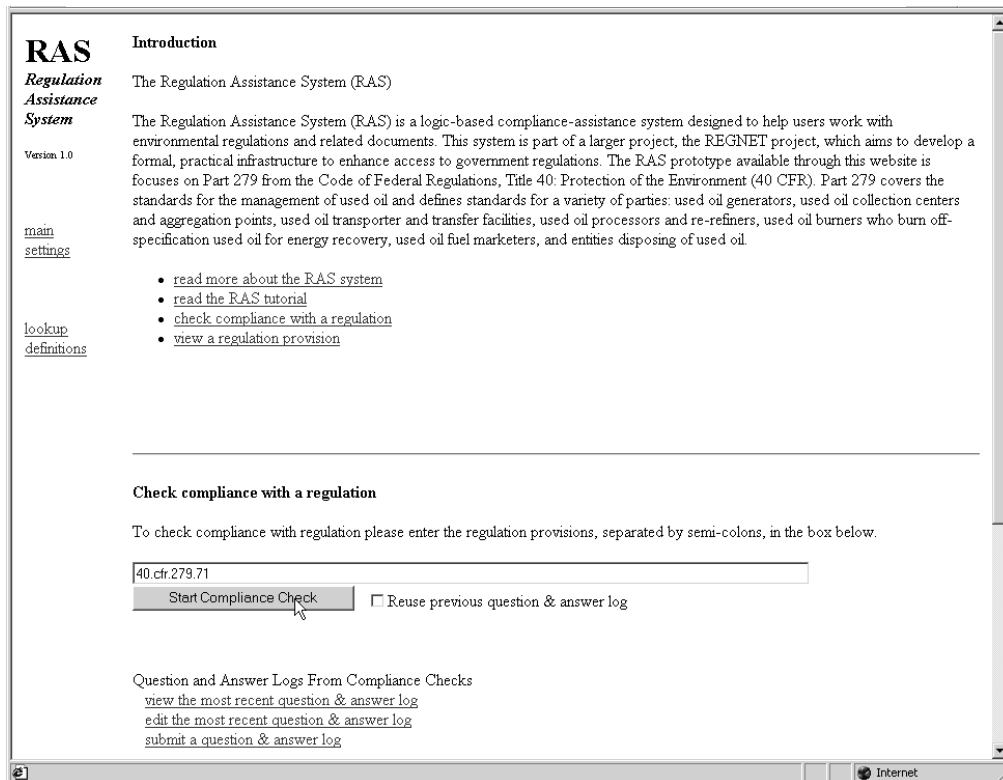 RAS
Regulation
Assistance
System
Version 1.0
main
settings
lookup
definitions
Introduction
The Regulation Assistance System (RAS)
The Regulation Assistance System (RAS) is a logic-based compliance-assistance system designed to help users work with
environmental regulations and related documents. This system is part of a larger project, the REGNET project, which aims to develop a
formal, practical infrastructure to enhance access to government regulations. The RAS prototype available through this website is
focuses on Part 279 from the Code of Federal Regulations, Title 40: Protection of the Environment (40 CFR). Part 279 covers the
standards for the management of used oil and defines standards for a variety of parties: used oil generators, used oil collection centers
and aggregation points, used oil transporter and transfer facilities, used oil processors and re-refiners, used oil burners who burn off-
specification used oil for energy recovery, used oil fuel marketers, and entities disposing of used oil.
• read more about the RAS system
• read the RAS tutorial
• check compliance with a regulation
• view a regulation provision
Check compliance with a regulation
To check compliance with regulation please enter the regulation provisions, separated by semi-colons, in the box below.
40.cfr.279.71
Start Compliance Check
Reuse previous question & answer log
Question and Answer Logs From Compliance Checks
view the most recent question & answer log
edit the most recent question & answer log
submit a question & answer log
Internet